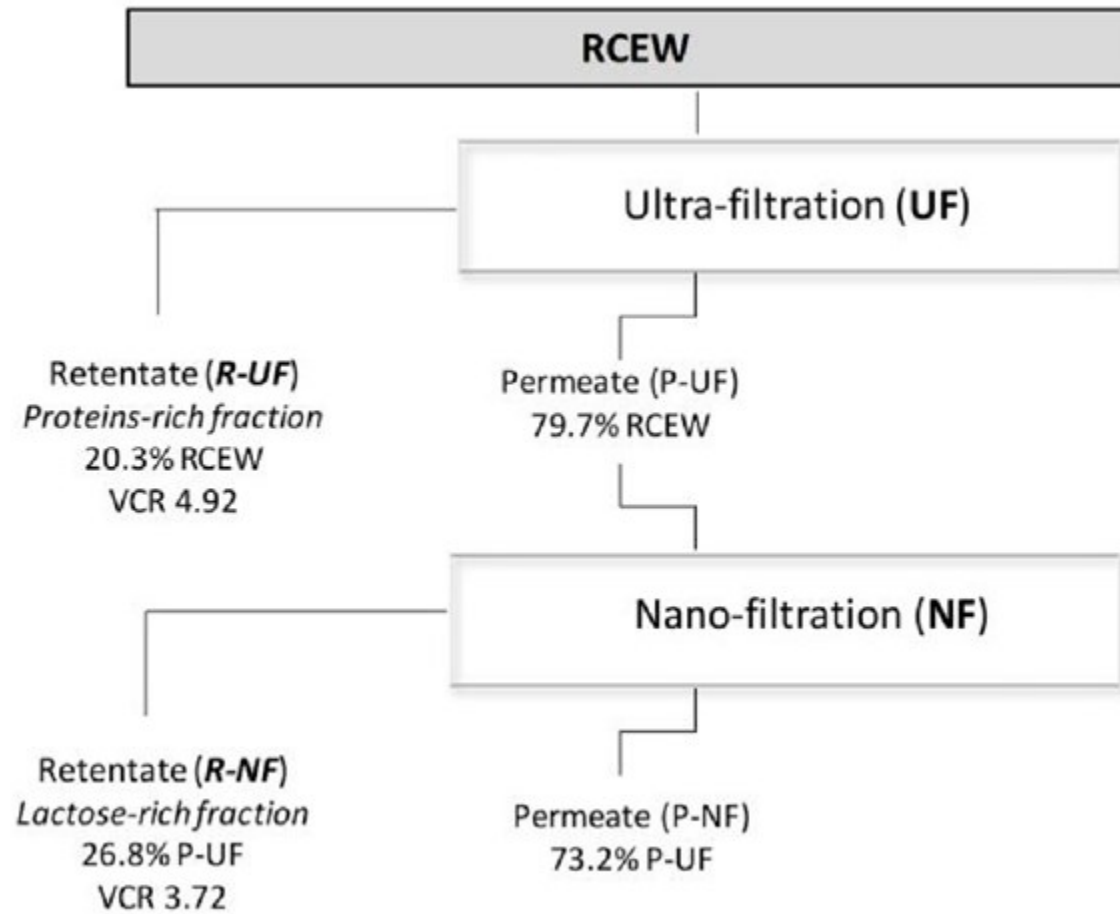 RCEW
Ultra-filtration (UF)
Retentate (R-UF)
Proteins-rich fraction
20.3% RCEW
VCR 4.92
Permeate (P-UF)
79.7% RCEW
Nano-filtration (NF)
Retentate (R-NF)
Lactose-rich fraction
26.8% P-UF
VCR 3.72
Permeate (P-NF)
73.2% P-UF